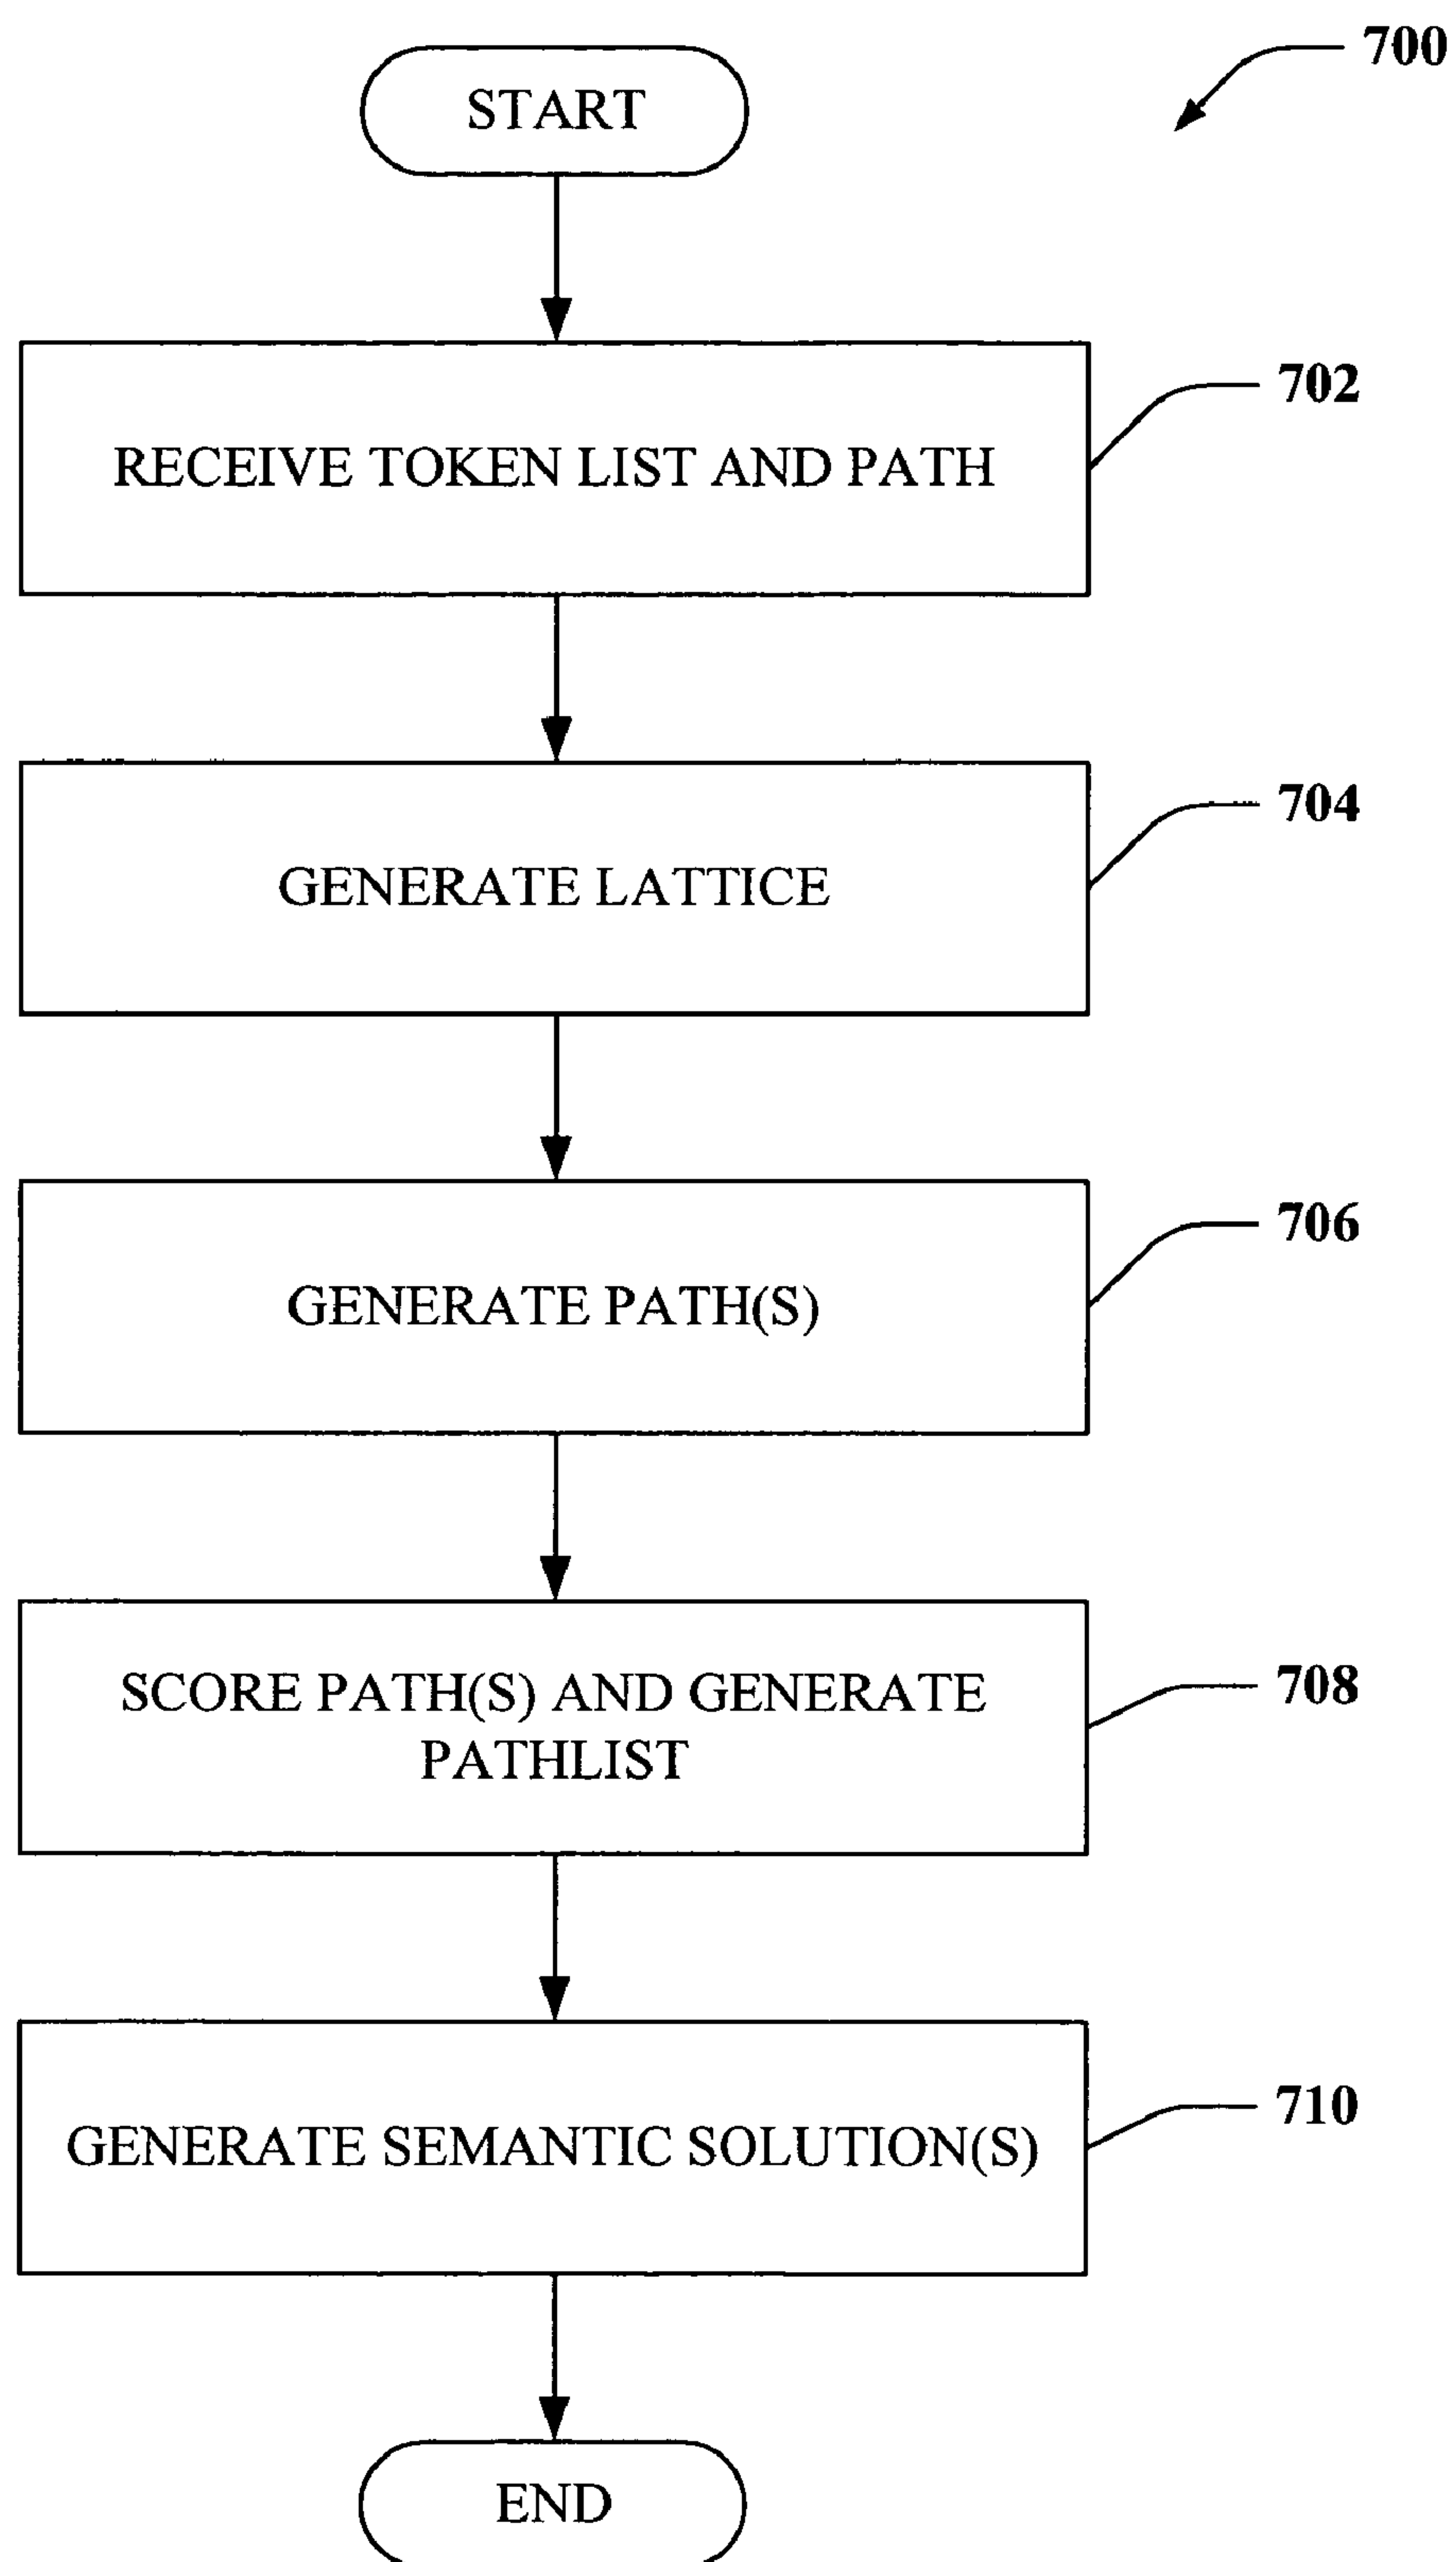 700
START
702
RECEIVE TOKEN LIST AND PATH
704
GENERATE LATTICE
706
GENERATE PATH(S)
708
SCORE PATH(S) AND GENERATE
PATHLIST
710
GENERATE SEMANTIC SOLUTION(S)
END